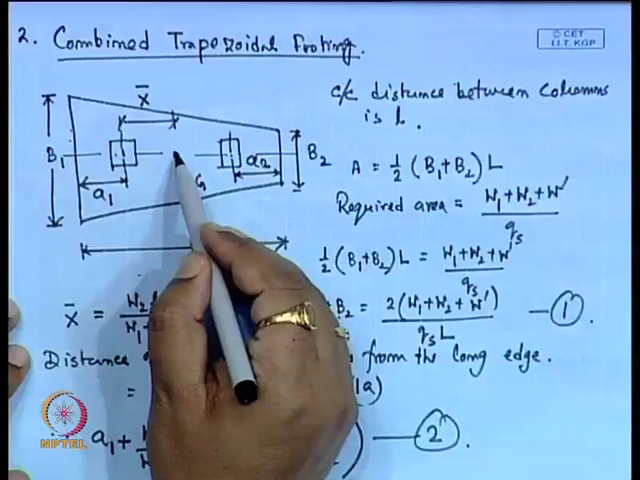 2. Combined Trapezoidal Footing.
© CET
I.I.T. KGP
x̄
B₁
a₁
a₂
B₂
G
c/c distance between columns
is l.
A = 1/2 (B₁+B₂) L
Required area = (W₁+W₂+W′)/qₛ
1/2 (B₁+B₂) L = (W₁+W₂+W′)/qₛ
B₂ = 2(W₁+W₂+W′)/(qₛ L) — ①.
x̄ = W₂
W₁
Distance from the long edge.
=
a₁+ — ②.
NPTEL